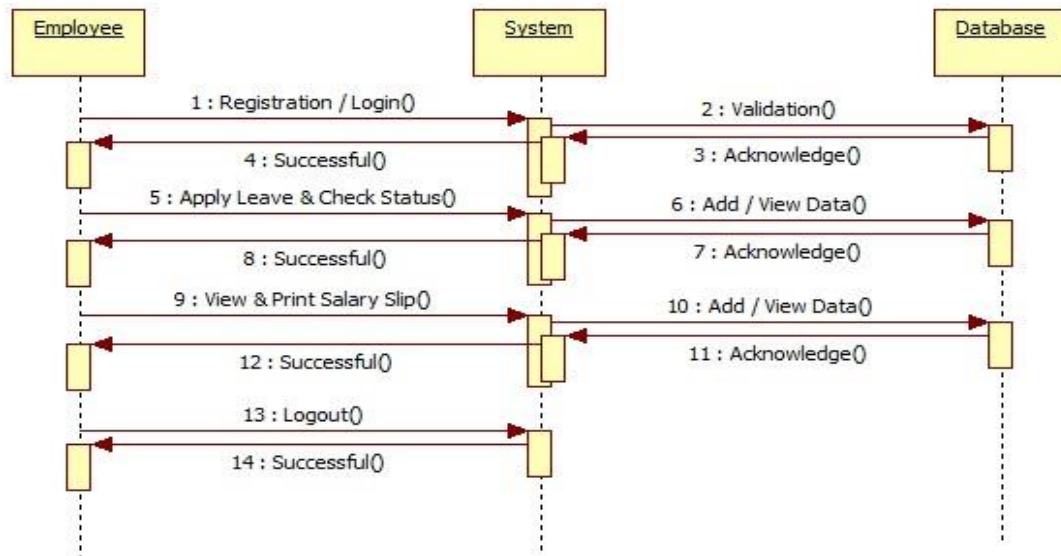 Employee
System
Database
1 : Registration / Login()
2 : Validation()
3 : Acknowledge()
4 : Successful()
5 : Apply Leave & Check Status()
6 : Add / View Data()
7 : Acknowledge()
8 : Successful()
9 : View & Print Salary Slip()
10 : Add / View Data()
11 : Acknowledge()
12 : Successful()
13 : Logout()
14 : Successful()